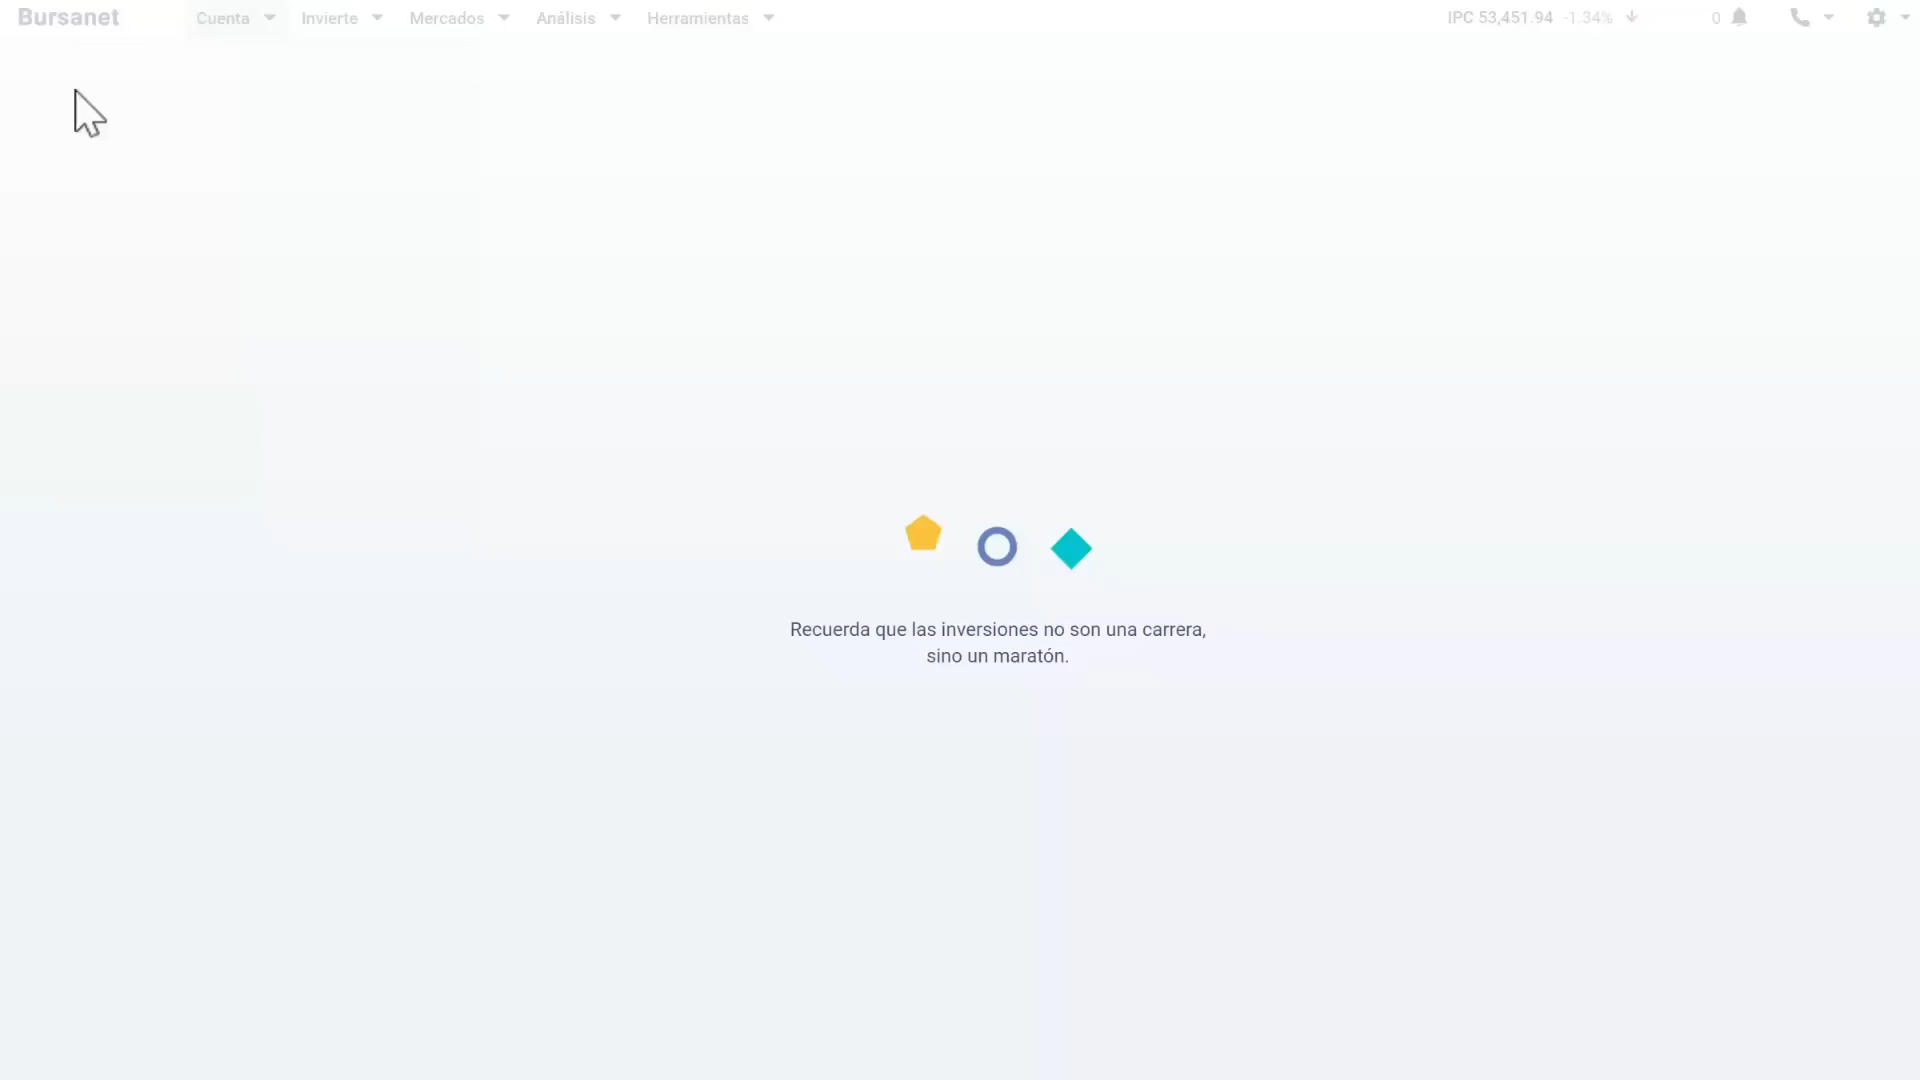 Bursanet
Cuenta Invierte Mercados Análisis Herramientas
IPC 53,451.94 -1.34% 0
Recuerda que las inversiones no son una carrera,
sino un maratón.